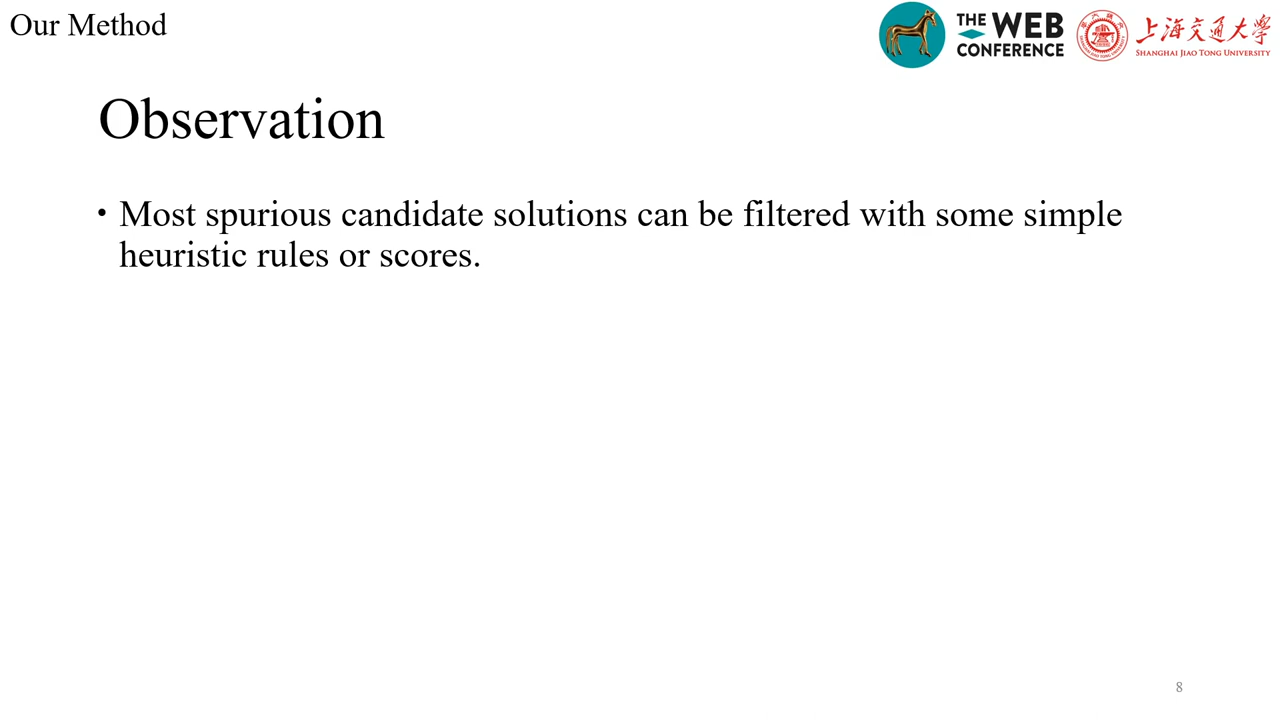 Our Method
THE WEB
CONFERENCE
上海交通大学
SHANGHAI JIAO TONG UNIVERSITY
Observation
• Most spurious candidate solutions can be filtered with some simple
heuristic rules or scores.
8